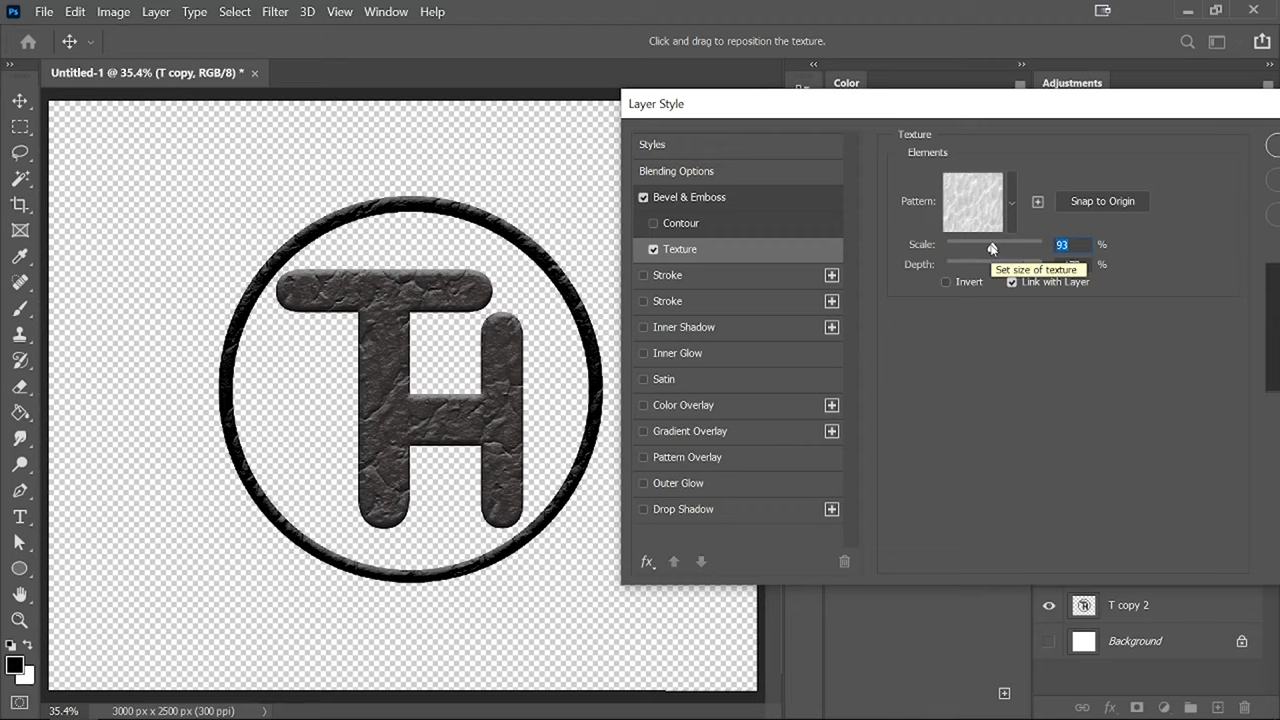 Ps File Edit Image Layer Type Select Filter 3D View Window Help
Click and drag to reposition the texture.
Untitled-1 @ 35.4% (T copy, RGB/8) * ×
Color
Adjustments
Layer Style
Styles
Blending Options
Bevel & Emboss
Contour
Texture
Stroke
Stroke
Inner Shadow
Inner Glow
Satin
Color Overlay
Gradient Overlay
Pattern Overlay
Outer Glow
Drop Shadow
fx
Texture
Elements
Pattern:
Snap to Origin
Scale: 93 %
Depth: %
Set size of texture
Invert Link with Layer
TH
T copy 2
Background
fx
35.4% 3000 px x 2500 px (300 ppi)